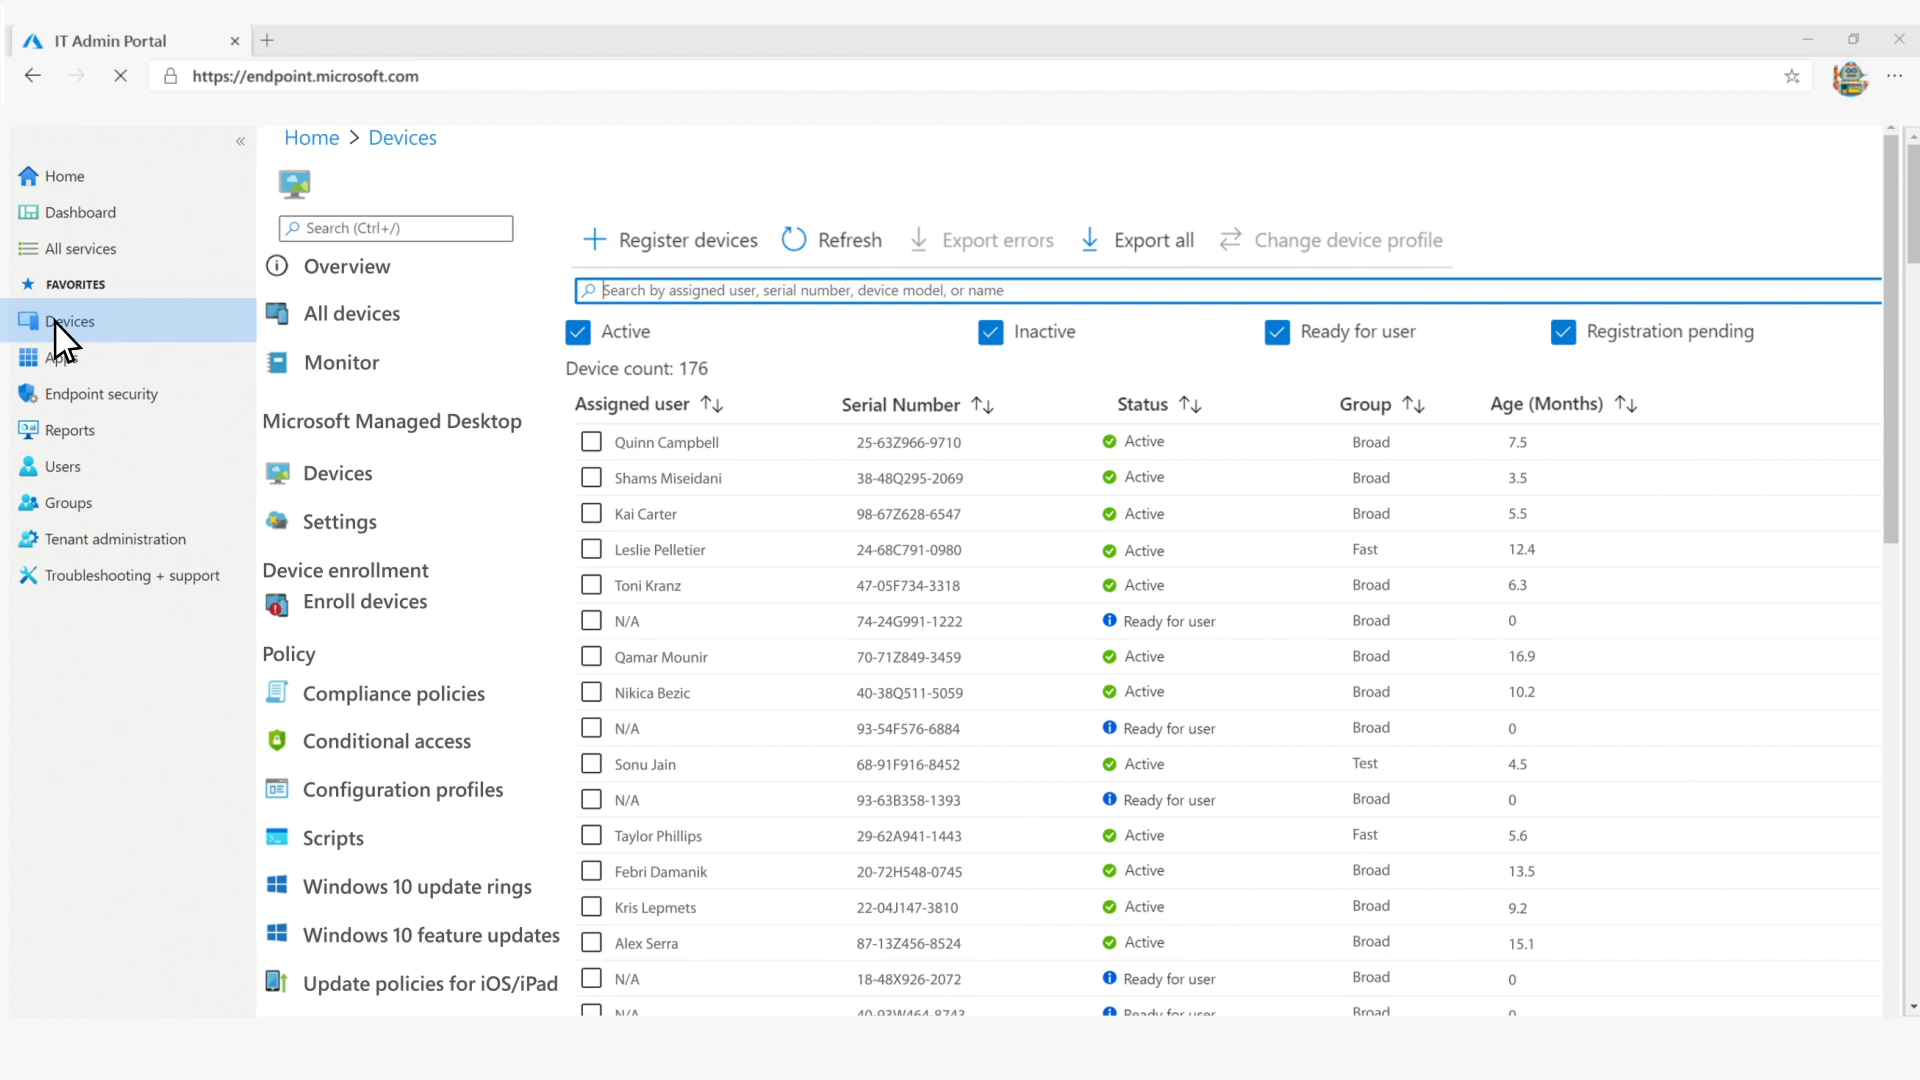 IT Admin Portal
https://endpoint.microsoft.com
Home
Dashboard
All services
FAVORITES
Devices
Apps
Endpoint security
Reports
Users
Groups
Tenant administration
Troubleshooting + support
Home > Devices
Search (Ctrl+/)
Overview
All devices
Monitor
Microsoft Managed Desktop
Devices
Settings
Device enrollment
Enroll devices
Policy
Compliance policies
Conditional access
Configuration profiles
Scripts
Windows 10 update rings
Windows 10 feature updates
Update policies for iOS/iPad
Register devices Refresh Export errors Export all Change device profile
Search by assigned user, serial number, device model, or name
Active Inactive Ready for user Registration pending
Device count: 176
Assigned user Serial Number Status Group Age (Months)
Quinn Campbell 25-63Z966-9710 Active Broad 7.5
Shams Miseidani 38-48Q295-2069 Active Broad 3.5
Kai Carter 98-67Z628-6547 Active Broad 5.5
Leslie Pelletier 24-68C791-0980 Active Fast 12.4
Toni Kranz 47-05F734-3318 Active Broad 6.3
N/A 74-24G991-1222 Ready for user Broad 0
Qamar Mounir 70-71Z849-3459 Active Broad 16.9
Nikica Bezic 40-38Q511-5059 Active Broad 10.2
N/A 93-54F576-6884 Ready for user Broad 0
Sonu Jain 68-91F916-8452 Active Test 4.5
N/A 93-63B358-1393 Ready for user Broad 0
Taylor Phillips 29-62A941-1443 Active Fast 5.6
Febri Damanik 20-72H548-0745 Active Broad 13.5
Kris Lepmets 22-04J147-3810 Active Broad 9.2
Alex Serra 87-13Z456-8524 Active Broad 15.1
N/A 18-48X926-2072 Ready for user Broad 0
N/A 40-93W464-8743 Ready for user Broad 0